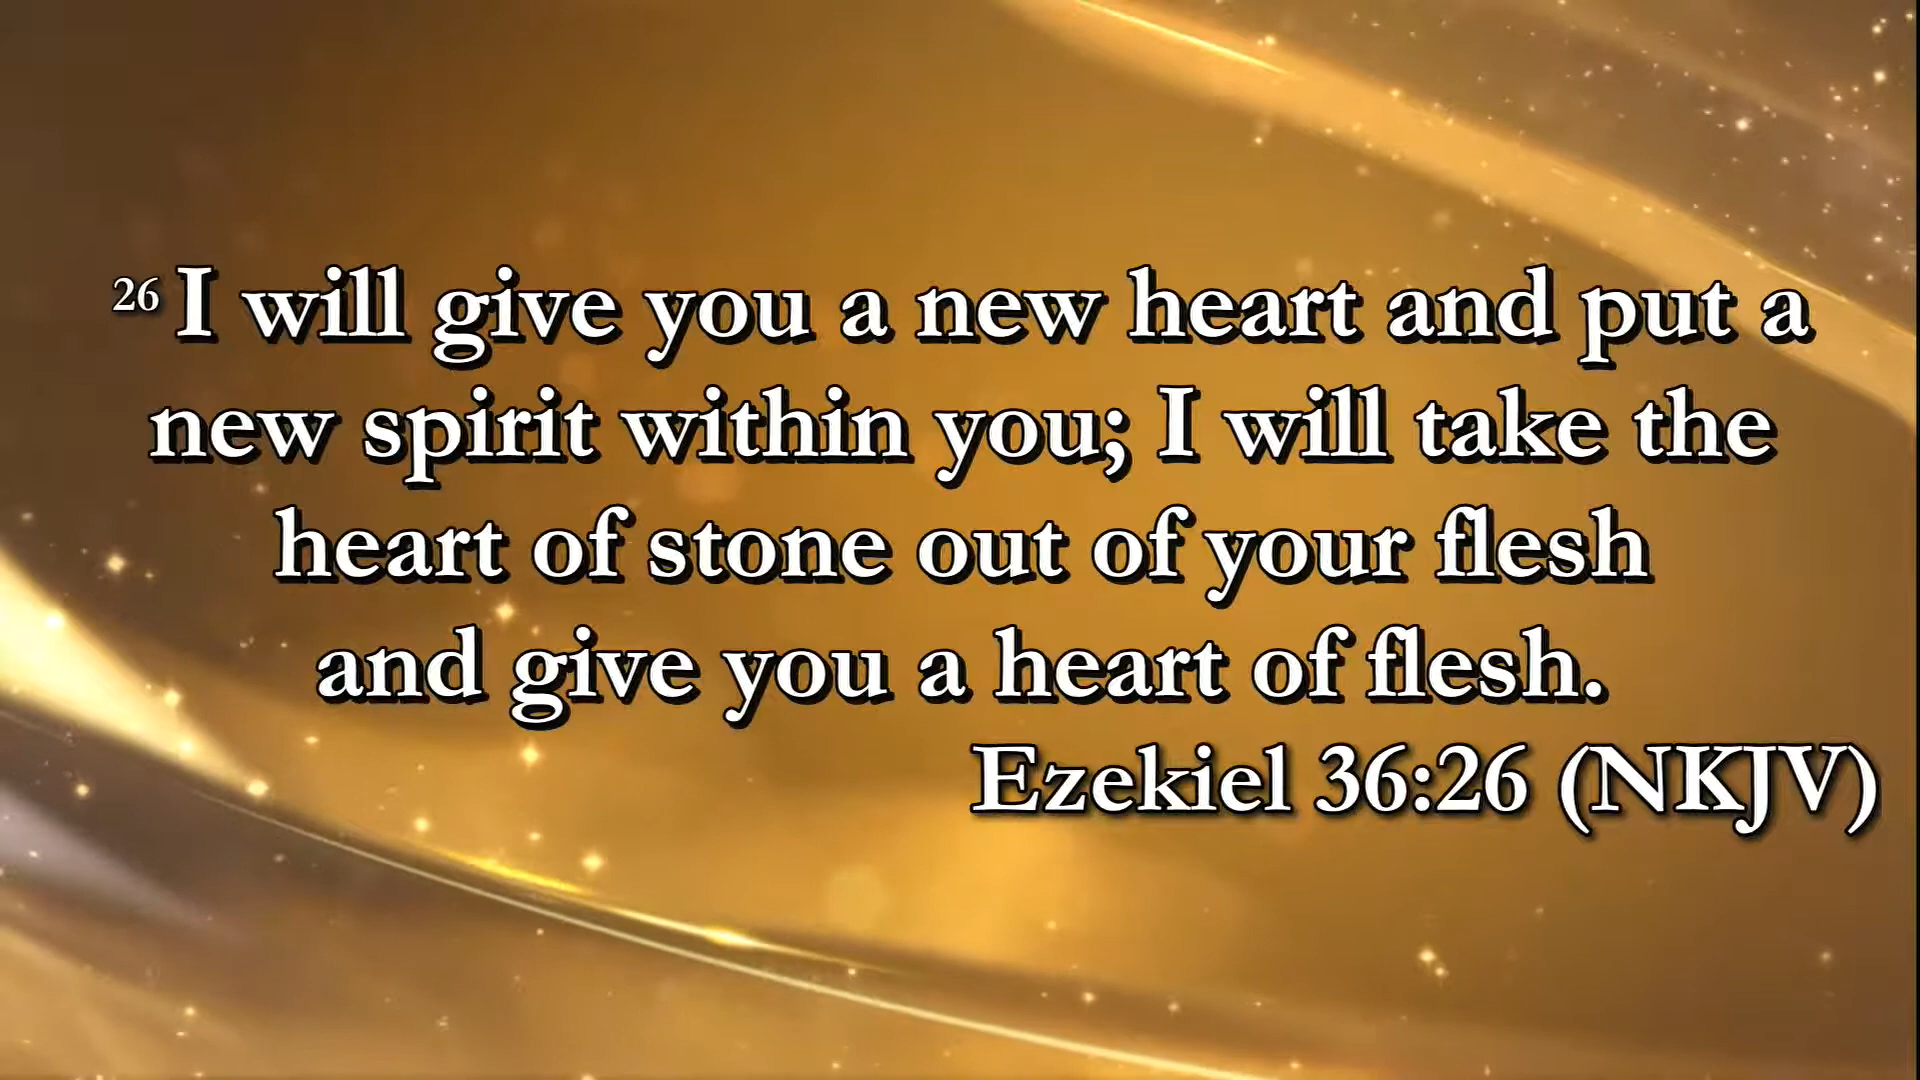 26 I will give you a new heart and put a
new spirit within you; I will take the
heart of stone out of your flesh
and give you a heart of flesh.
Ezekiel 36:26 (NKJV)